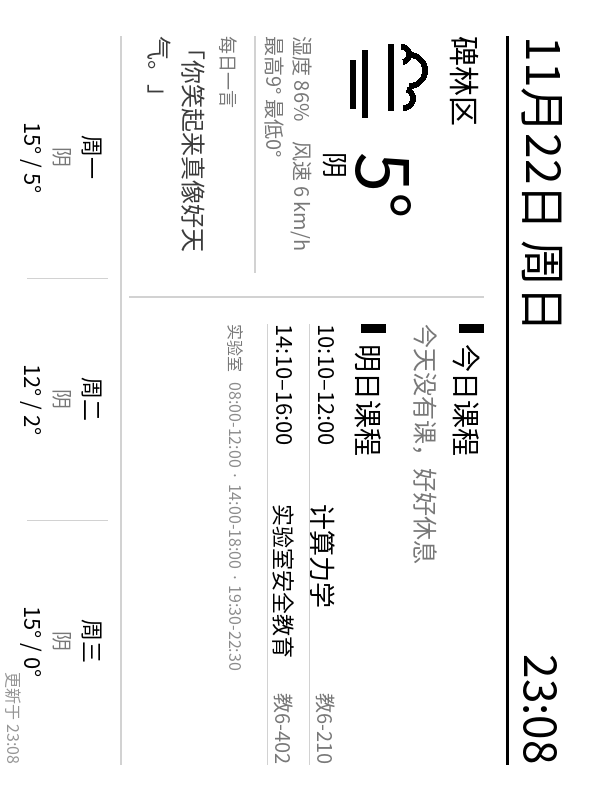 11月22日 周日
23:08
碑林区
5°
阴
湿度 86% 风速 6 km/h
最高9° 最低0°
每日一言
「你笑起来真像好天
气。」
今日课程
今天没有课，好好休息
明日课程
10:10–12:00 计算力学 教6-210
14:10–16:00 实验室安全教育 教6-402
实验室 08:00-12:00 · 14:00-18:00 · 19:30-22:30
周一
阴
15° / 5°
周二
阴
12° / 2°
周三
阴
15° / 0°
更新于 23:08